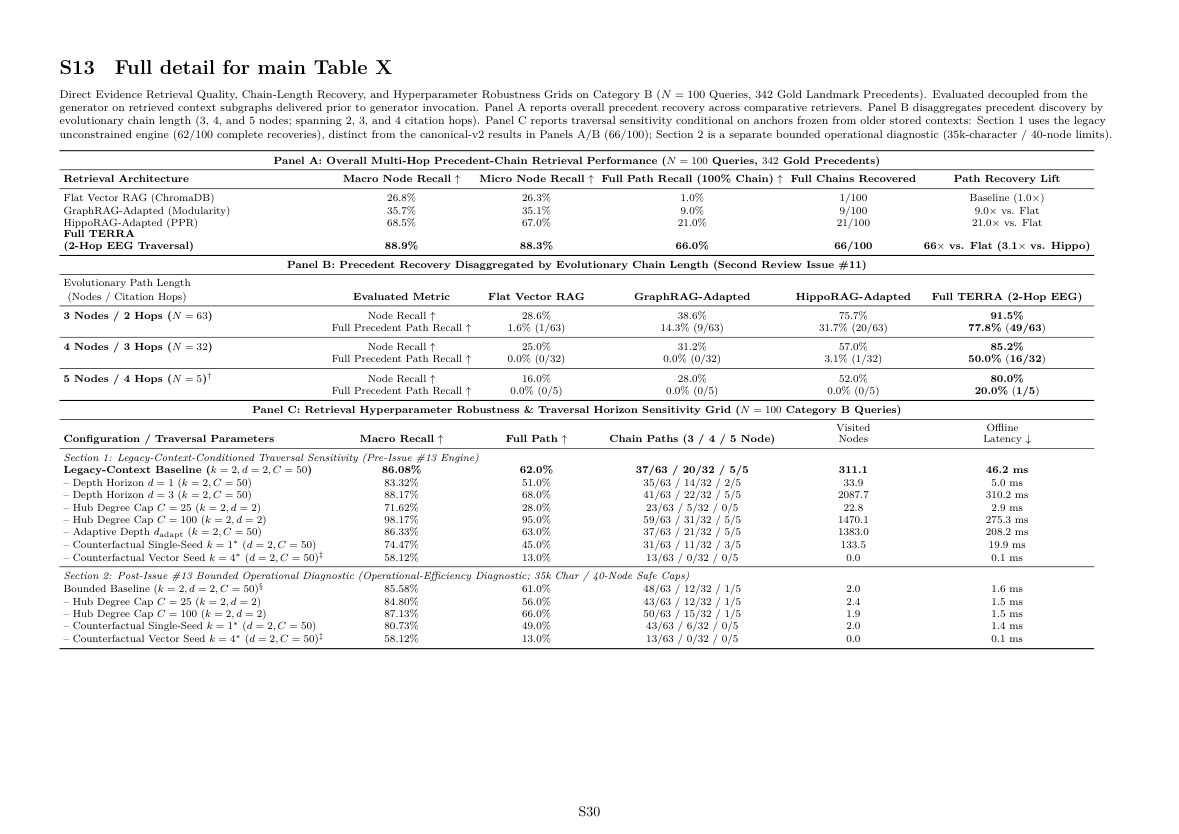 S13 Full detail for main Table X
Direct Evidence Retrieval Quality, Chain-Length Recovery, and Hyperparameter Robustness Grids on Category B (N = 100 Queries, 342 Gold Landmark Precedents). Evaluated decoupled from the
generator on retrieved context subgraphs delivered prior to generator invocation. Panel A reports overall precedent recovery across comparative retrievers. Panel B disaggregates precedent discovery by
evolutionary chain length (3, 4, and 5 nodes; spanning 2, 3, and 4 citation hops). Panel C reports traversal sensitivity conditional on anchors frozen from older stored contexts: Section 1 uses the legacy
unconstrained engine (62/100 complete recoveries), distinct from the canonical-v2 results in Panels A/B (66/100); Section 2 is a separate bounded operational diagnostic (35k-character / 40-node limits).
Panel A: Overall Multi-Hop Precedent-Chain Retrieval Performance (N = 100 Queries, 342 Gold Precedents)
Retrieval Architecture Macro Node Recall ↑ Micro Node Recall ↑ Full Path Recall (100% Chain) ↑ Full Chains Recovered Path Recovery Lift
Flat Vector RAG (ChromaDB) 26.8% 26.3% 1.0% 1/100 Baseline (1.0×)
GraphRAG-Adapted (Modularity) 35.7% 35.1% 9.0% 9/100 9.0× vs. Flat
HippoRAG-Adapted (PPR) 68.5% 67.0% 21.0% 21/100 21.0× vs. Flat
Full TERRA
(2-Hop EEG Traversal) 88.9% 88.3% 66.0% 66/100 66× vs. Flat (3.1× vs. Hippo)
Panel B: Precedent Recovery Disaggregated by Evolutionary Chain Length (Second Review Issue #11)
Evolutionary Path Length
(Nodes / Citation Hops) Evaluated Metric Flat Vector RAG GraphRAG-Adapted HippoRAG-Adapted Full TERRA (2-Hop EEG)
3 Nodes / 2 Hops (N = 63) Node Recall ↑ 28.6% 38.6% 75.7% 91.5%
Full Precedent Path Recall ↑ 1.6% (1/63) 14.3% (9/63) 31.7% (20/63) 77.8% (49/63)
4 Nodes / 3 Hops (N = 32) Node Recall ↑ 25.0% 31.2% 57.0% 85.2%
Full Precedent Path Recall ↑ 0.0% (0/32) 0.0% (0/32) 3.1% (1/32) 50.0% (16/32)
5 Nodes / 4 Hops (N = 5)† Node Recall ↑ 16.0% 28.0% 52.0% 80.0%
Full Precedent Path Recall ↑ 0.0% (0/5) 0.0% (0/5) 0.0% (0/5) 20.0% (1/5)
Panel C: Retrieval Hyperparameter Robustness & Traversal Horizon Sensitivity Grid (N = 100 Category B Queries)
Visited Offline
Configuration / Traversal Parameters Macro Recall ↑ Full Path ↑ Chain Paths (3 / 4 / 5 Node) Nodes Latency ↓
Section 1: Legacy-Context-Conditioned Traversal Sensitivity (Pre-Issue #13 Engine)
Legacy-Context Baseline (k = 2, d = 2, C = 50) 86.08% 62.0% 37/63 / 20/32 / 5/5 311.1 46.2 ms
– Depth Horizon d = 1 (k = 2, C = 50) 83.32% 51.0% 35/63 / 14/32 / 2/5 33.9 5.0 ms
– Depth Horizon d = 3 (k = 2, C = 50) 88.17% 68.0% 41/63 / 22/32 / 5/5 2087.7 310.2 ms
– Hub Degree Cap C = 25 (k = 2, d = 2) 71.62% 28.0% 23/63 / 5/32 / 0/5 22.8 2.9 ms
– Hub Degree Cap C = 100 (k = 2, d = 2) 98.17% 95.0% 59/63 / 31/32 / 5/5 1470.1 275.3 ms
– Adaptive Depth dadapt (k = 2, C = 50) 86.33% 63.0% 37/63 / 21/32 / 5/5 1383.0 208.2 ms
– Counterfactual Single-Seed k = 1* (d = 2, C = 50) 74.47% 45.0% 31/63 / 11/32 / 3/5 133.5 19.9 ms
– Counterfactual Vector Seed k = 4* (d = 2, C = 50)‡ 58.12% 13.0% 13/63 / 0/32 / 0/5 0.0 0.1 ms
Section 2: Post-Issue #13 Bounded Operational Diagnostic (Operational-Efficiency Diagnostic; 35k Char / 40-Node Safe Caps)
Bounded Baseline (k = 2, d = 2, C = 50)§ 85.58% 61.0% 48/63 / 12/32 / 1/5 2.0 1.6 ms
– Hub Degree Cap C = 25 (k = 2, d = 2) 84.80% 56.0% 43/63 / 12/32 / 1/5 2.4 1.5 ms
– Hub Degree Cap C = 100 (k = 2, d = 2) 87.13% 66.0% 50/63 / 15/32 / 1/5 1.9 1.5 ms
– Counterfactual Single-Seed k = 1* (d = 2, C = 50) 80.73% 49.0% 43/63 / 6/32 / 0/5 2.0 1.4 ms
– Counterfactual Vector Seed k = 4* (d = 2, C = 50)‡ 58.12% 13.0% 13/63 / 0/32 / 0/5 0.0 0.1 ms
S30